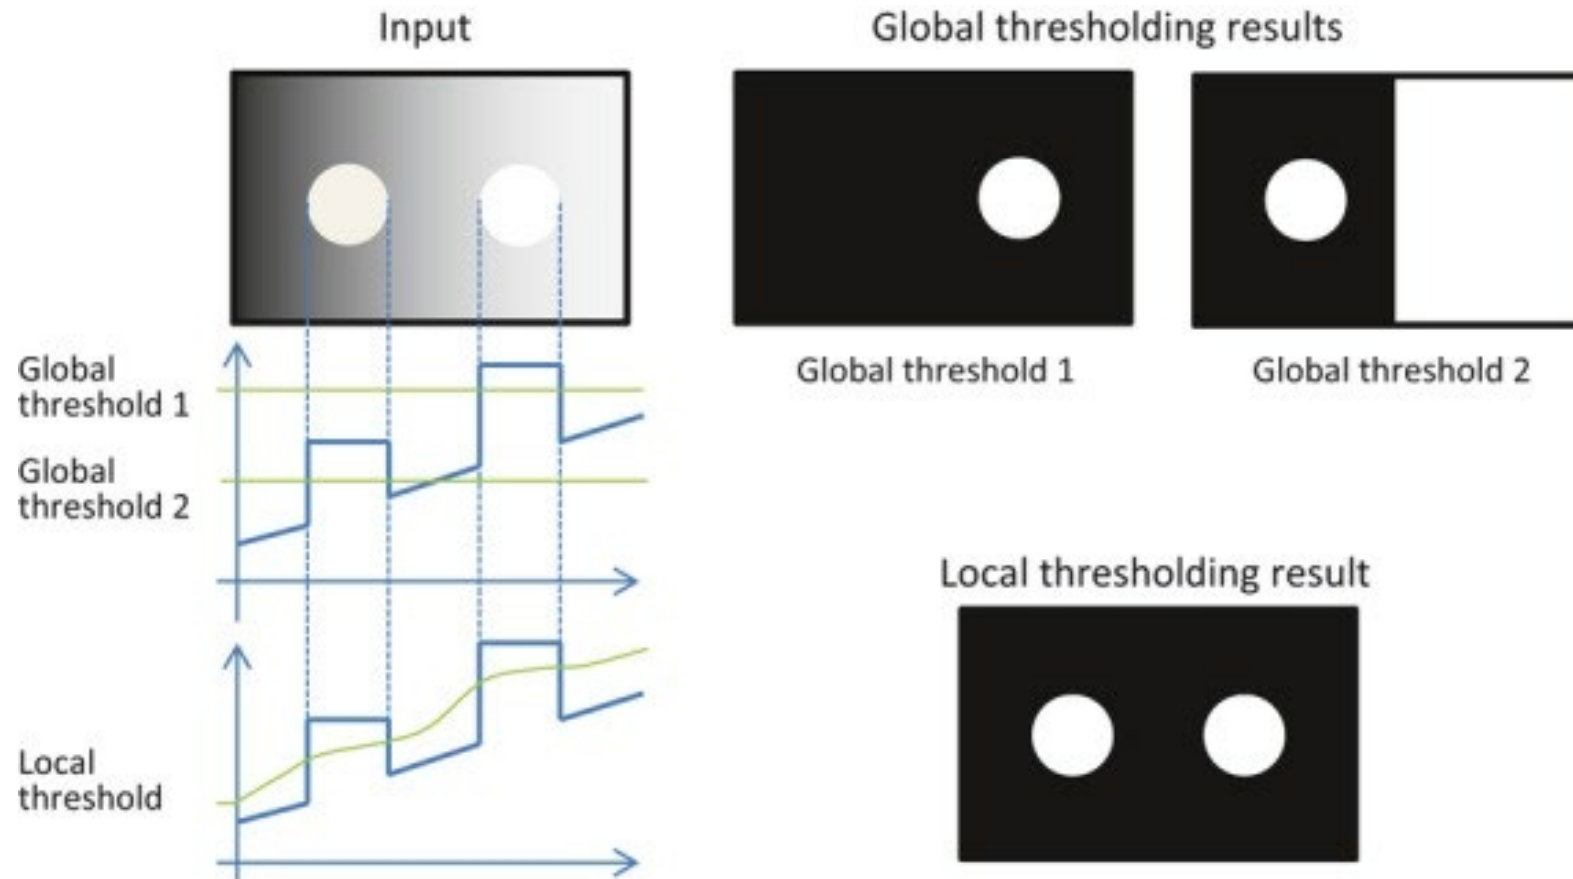 Input
Global thresholding results
Global threshold 1
Global threshold 2
Global
threshold 1
Global
threshold 2
Local thresholding result
Local
threshold